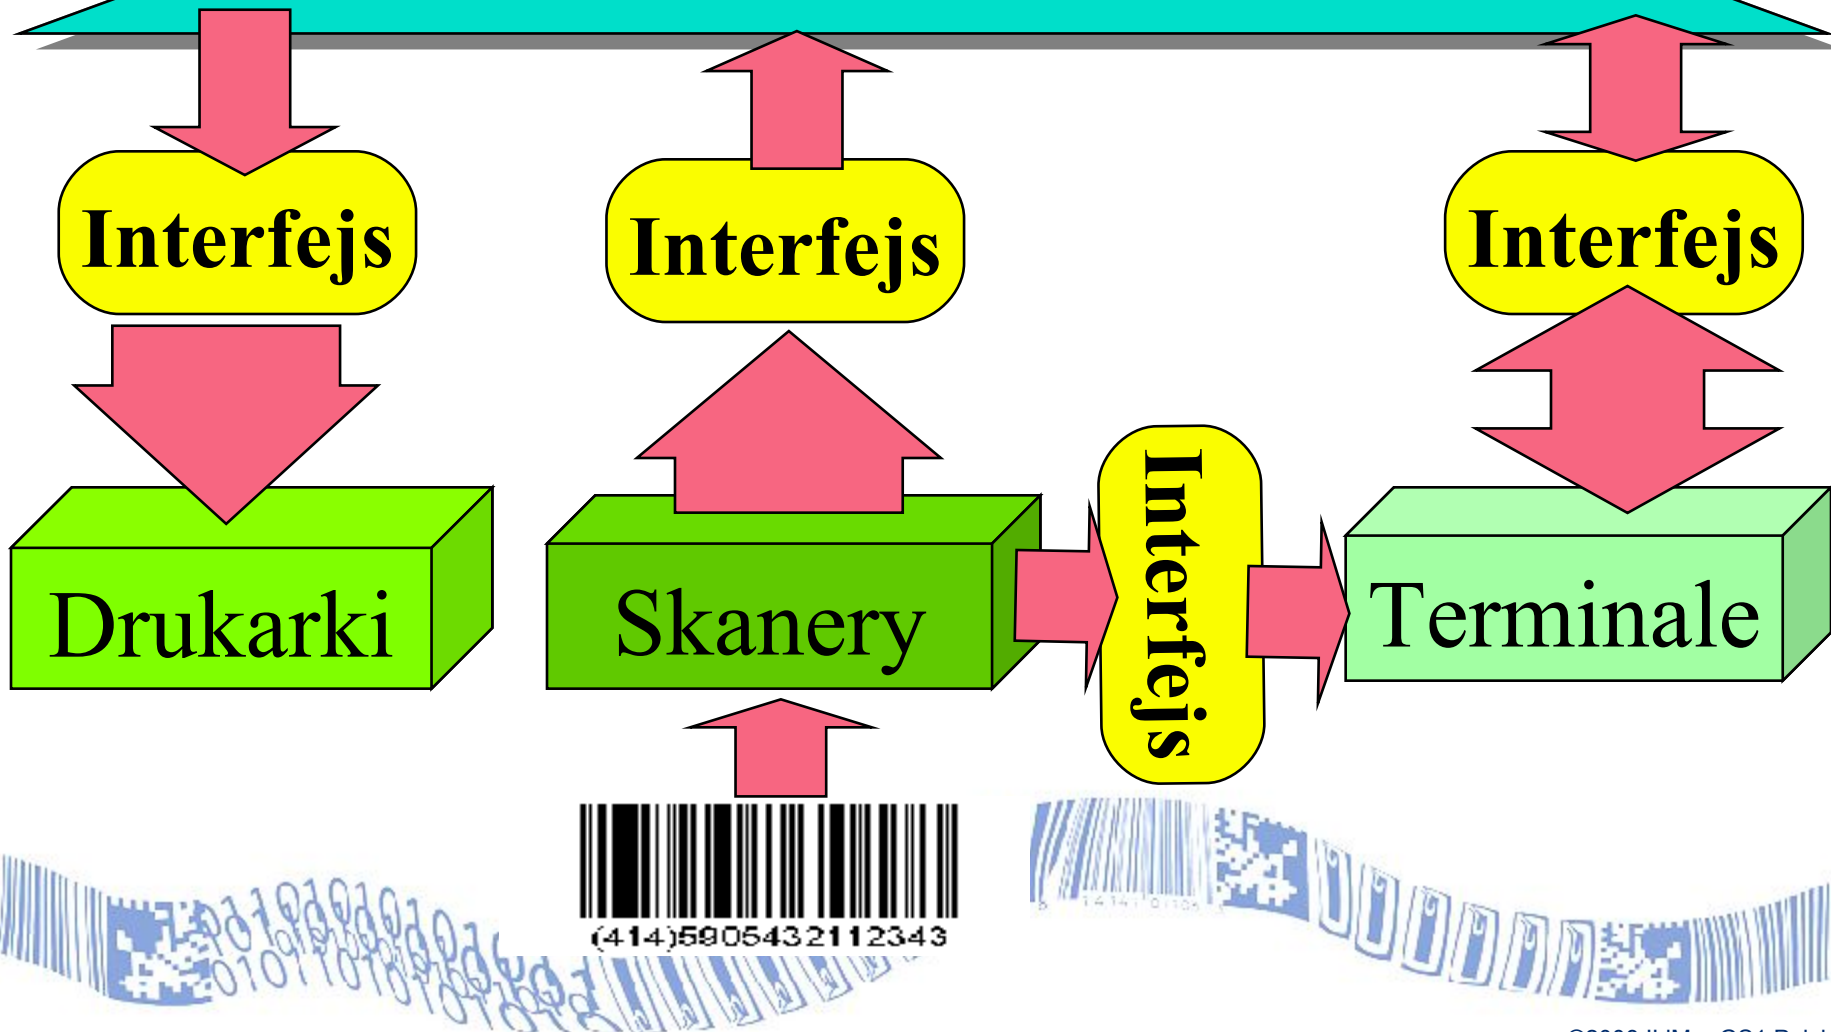 Interfejs
Interfejs
Interfejs
Interfejs
Drukarki
Skanery
Terminale
(414)5905432112343